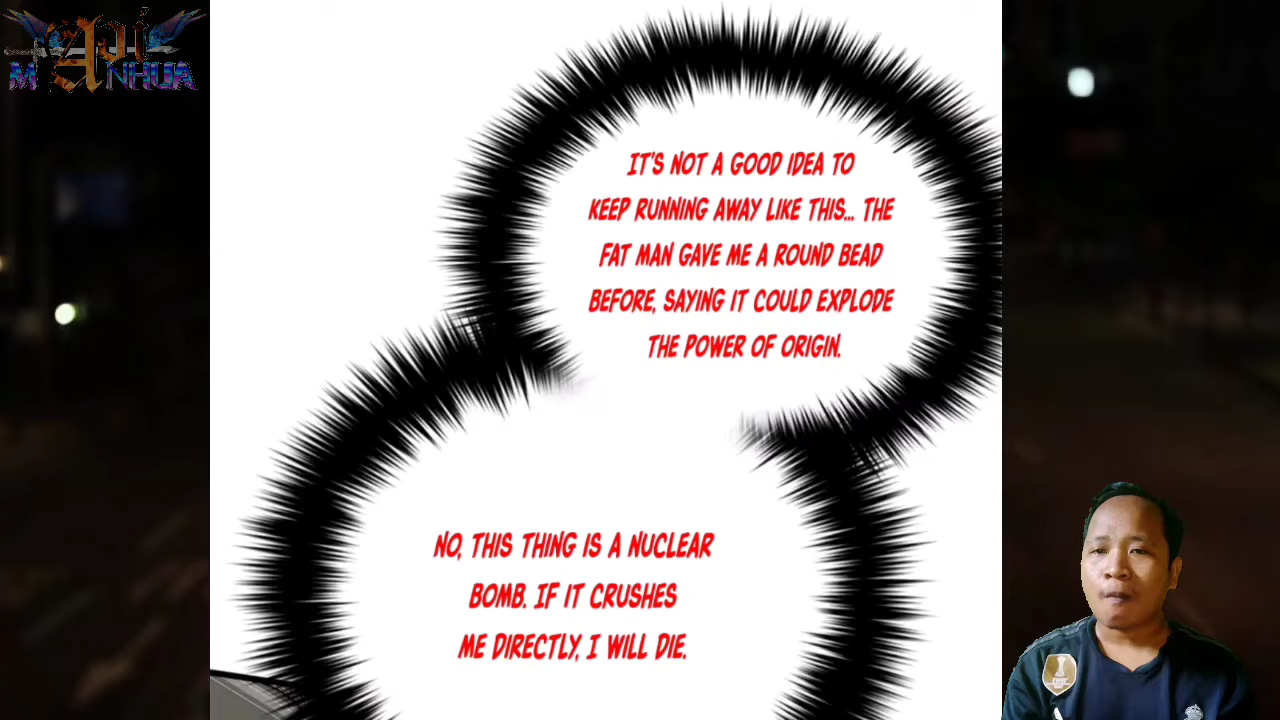 Api
MANHUA
IT'S NOT A GOOD IDEA TO
KEEP RUNNING AWAY LIKE THIS... THE
FAT MAN GAVE ME A ROUND BEAD
BEFORE, SAYING IT COULD EXPLODE
THE POWER OF ORIGIN.
NO, THIS THING IS A NUCLEAR
BOMB. IF IT CRUSHES
ME DIRECTLY, I WILL DIE.